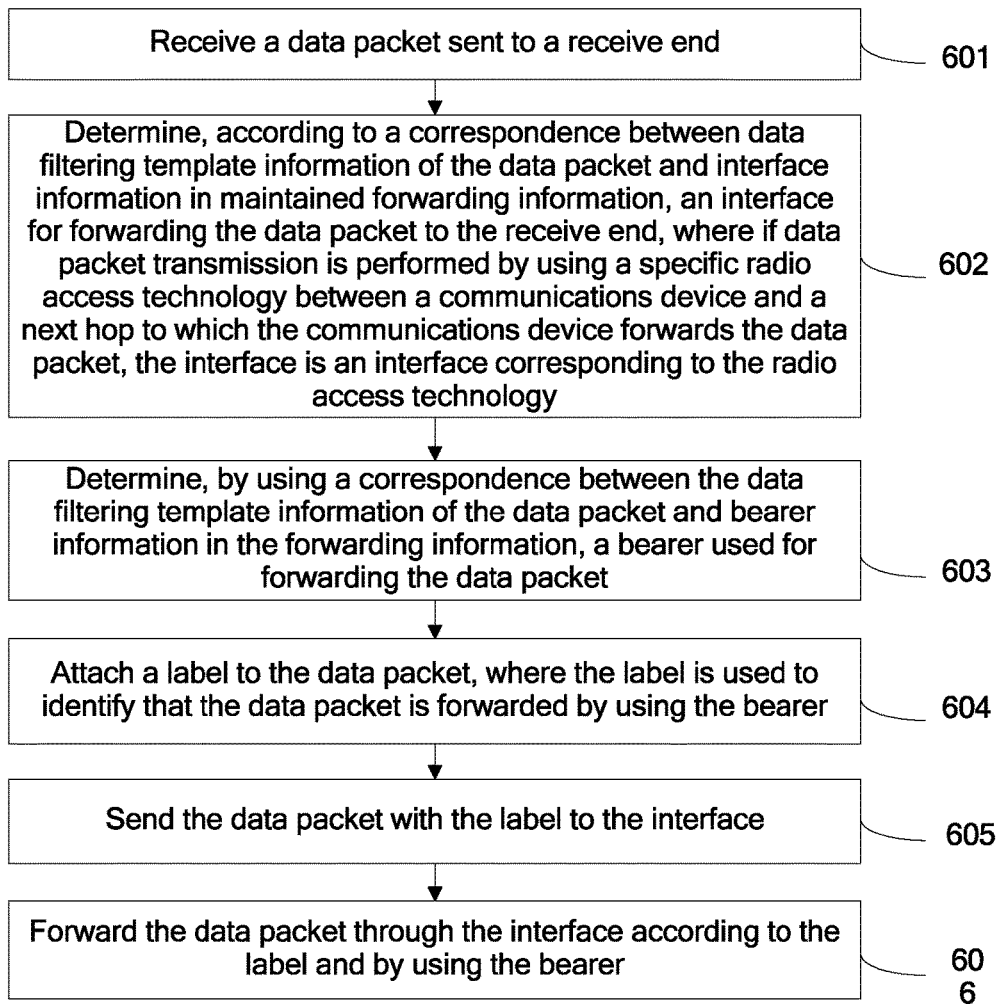 Receive a data packet sent to a receive end
601
Determine, according to a correspondence between data
filtering template information of the data packet and interface
information in maintained forwarding information, an interface
for forwarding the data packet to the receive end, where if data
packet transmission is performed by using a specific radio
access technology between a communications device and a
next hop to which the communications device forwards the data
packet, the interface is an interface corresponding to the radio
access technology
602
Determine, by using a correspondence between the data
filtering template information of the data packet and bearer
information in the forwarding information, a bearer used for
forwarding the data packet
603
Attach a label to the data packet, where the label is used to
identify that the data packet is forwarded by using the bearer
604
Send the data packet with the label to the interface
605
Forward the data packet through the interface according to the
label and by using the bearer
60
6